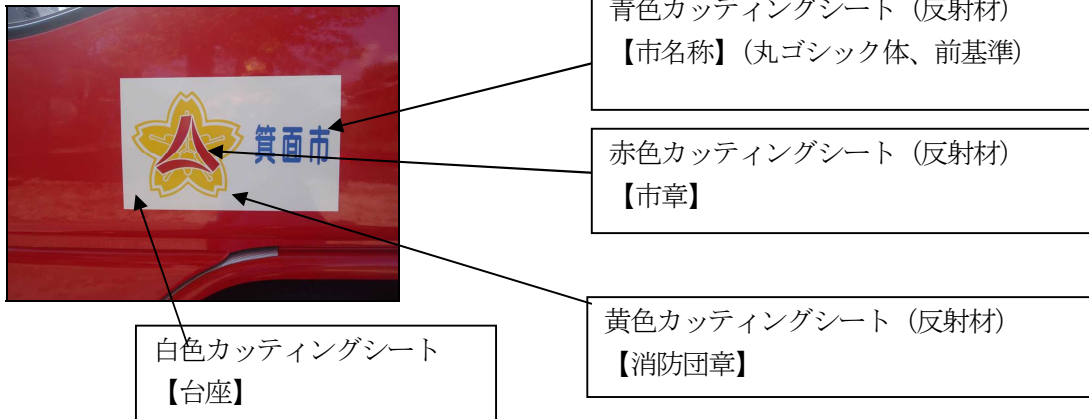 青色カッティングシート（反射材）
【市名称】（丸ゴシック体、前基準）
箕面市
赤色カッティングシート（反射材）
【市章】
黄色カッティングシート（反射材）
【消防団章】
白色カッティングシート
【台座】